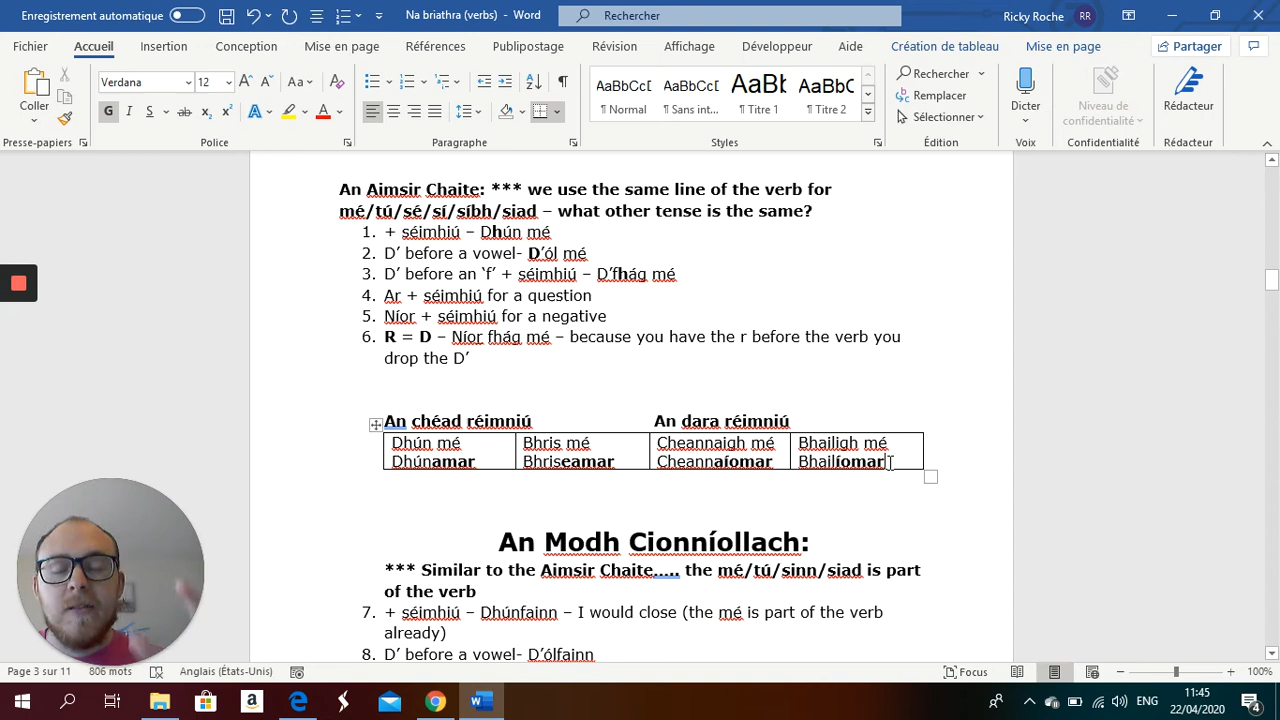 Enregistrement automatique
Na briathra (verbs) - Word
Rechercher
Ricky Roche RR
Fichier Accueil Insertion Conception Mise en page Références Publipostage Révision Affichage Développeur Aide Création de tableau Mise en page Partager
Coller
Verdana 12
G I S ab x₂ x²
AaBbCcD AaBbCcD AaBb AaBbC
¶ Normal ¶ Sans int... ¶ Titre 1 ¶ Titre 2
Rechercher
Remplacer
Sélectionner
Dicter
Niveau de confidentialité
Rédacteur
Presse-papiers Police Paragraphe Styles Édition Voix Confidentialité Rédacteur
An Aimsir Chaite: *** we use the same line of the verb for
mé/tú/sé/sí/síbh/siad – what other tense is the same?
1. + séimhiú – Dhún mé
2. D’ before a vowel- D’ól mé
3. D’ before an ‘f’ + séimhiú – D’fhág mé
4. Ar + séimhiú for a question
5. Níor + séimhiú for a negative
6. R = D – Níor fhág mé – because you have the r before the verb you
drop the D’
An chéad réimniú An dara réimniú
Dhún mé Bhris mé Cheannaigh mé Bhailigh mé
Dhúnamar Bhriseamar Cheannaíomar Bhailíomar
An Modh Cionníollach:
*** Similar to the Aimsir Chaite..... the mé/tú/sinn/siad is part
of the verb
7. + séimhiú – Dhúnfainn – I would close (the mé is part of the verb
already)
8. D’ before a vowel- D’ólfainn
Page 3 sur 11 806 mots Anglais (États-Unis) Focus 100%
ENG 11:45
22/04/2020 4